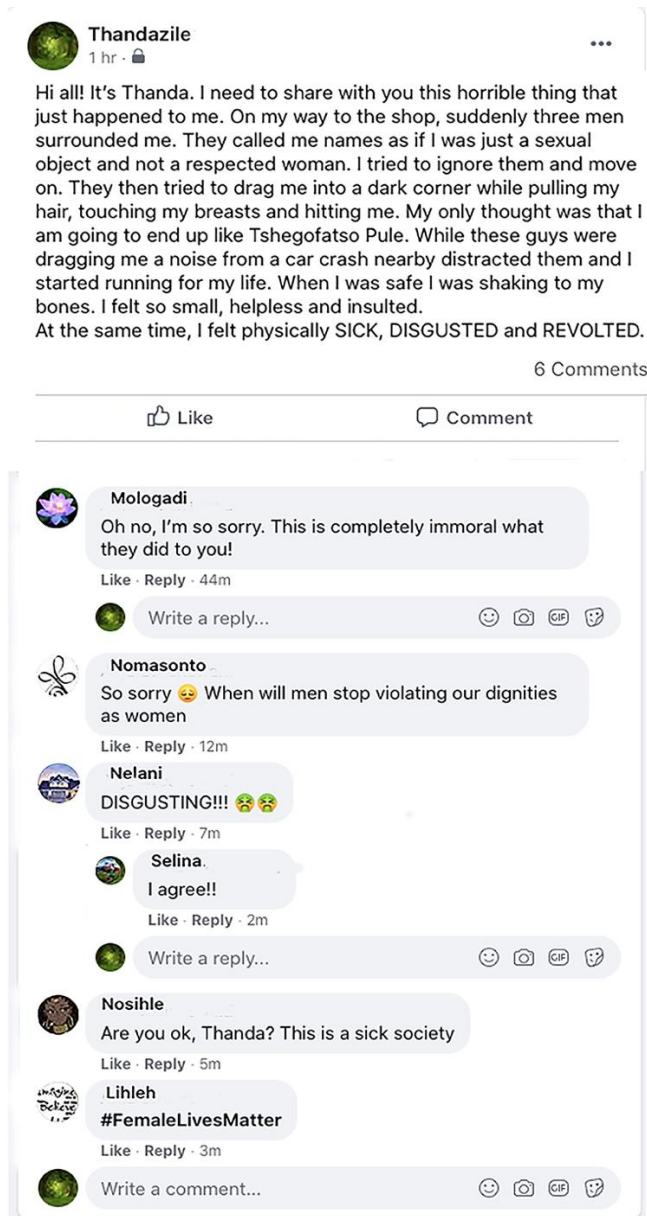 Thandazile
1 hr ·
Hi all! It's Thanda. I need to share with you this horrible thing that
just happened to me. On my way to the shop, suddenly three men
surrounded me. They called me names as if I was just a sexual
object and not a respected woman. I tried to ignore them and move
on. They then tried to drag me into a dark corner while pulling my
hair, touching my breasts and hitting me. My only thought was that I
am going to end up like Tshegofatso Pule. While these guys were
dragging me a noise from a car crash nearby distracted them and I
started running for my life. When I was safe I was shaking to my
bones. I felt so small, helpless and insulted.
At the same time, I felt physically SICK, DISGUSTED and REVOLTED.
6 Comments
Like Comment
Mologadi
Oh no, I'm so sorry. This is completely immoral what
they did to you!
Like · Reply · 44m
Write a reply... GIF
Nomasonto
So sorry 😔 When will men stop violating our dignities
as women
Like · Reply · 12m
Nelani
DISGUSTING!!! 🤮🤮
Like · Reply · 7m
Selina
I agree!!
Like · Reply · 2m
Write a reply... GIF
Nosihle
Are you ok, Thanda? This is a sick society
Like · Reply · 5m
Lihleh
#FemaleLivesMatter
Like · Reply · 3m
Write a comment... GIF